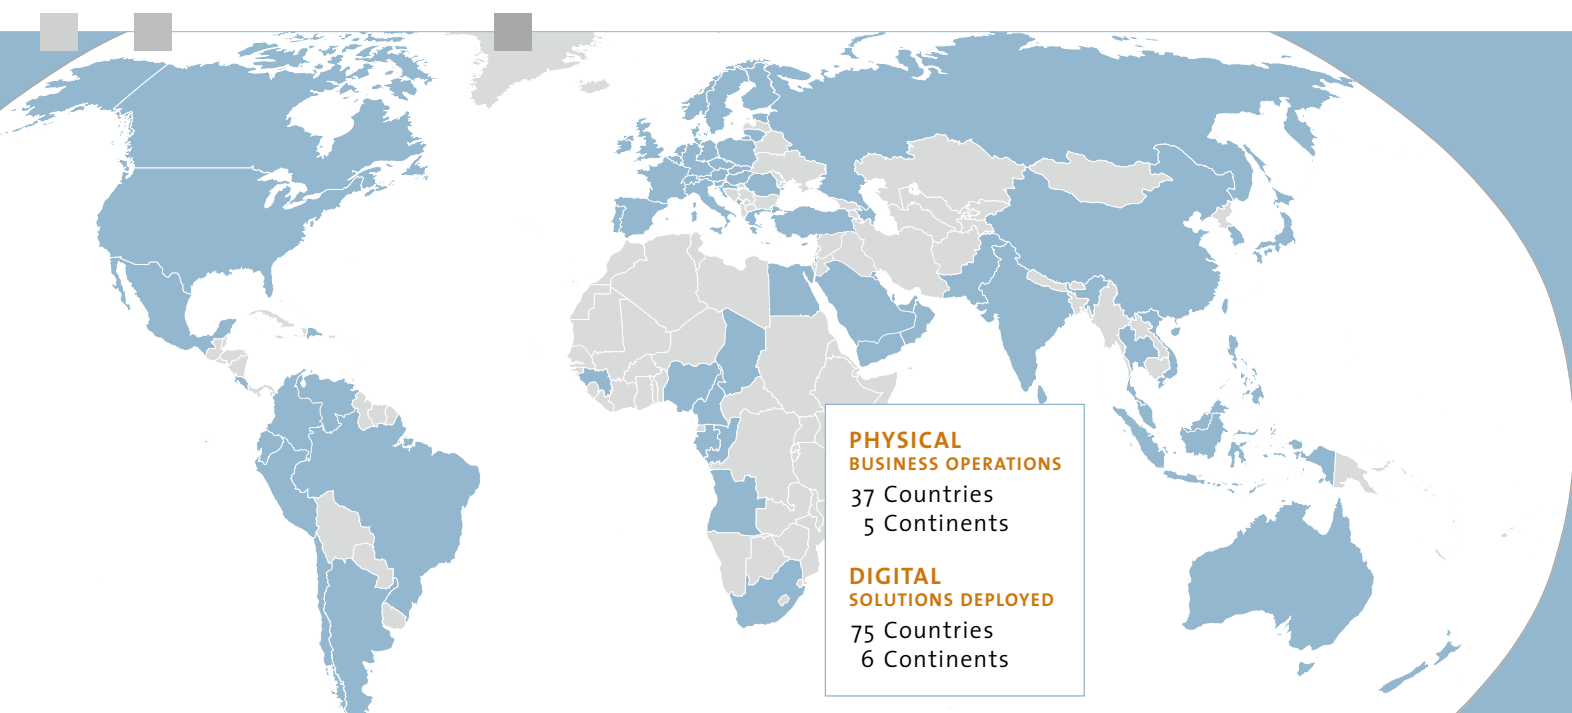 PHYSICAL
BUSINESS OPERATIONS
37 Countries
5 Continents
DIGITAL
SOLUTIONS DEPLOYED
75 Countries
6 Continents